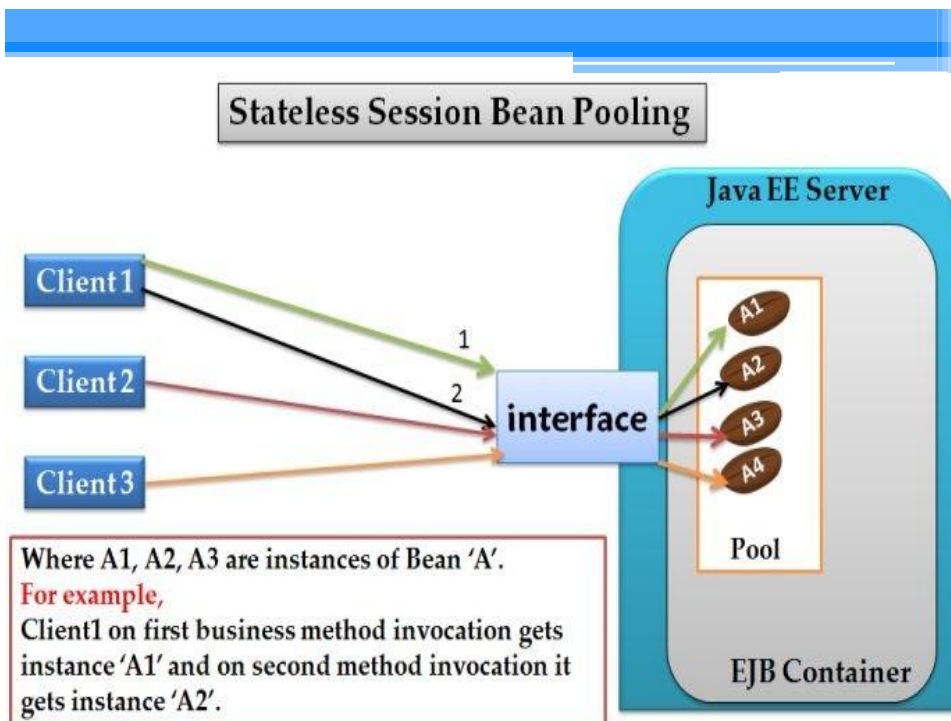 Stateless Session Bean Pooling
Java EE Server
Client1
Client2
Client3
1
2
interface
A1
A2
A3
A4
Pool
EJB Container
Where A1, A2, A3 are instances of Bean ‘A’.
For example,
Client1 on first business method invocation gets
instance ‘A1’ and on second method invocation it
gets instance ‘A2’.